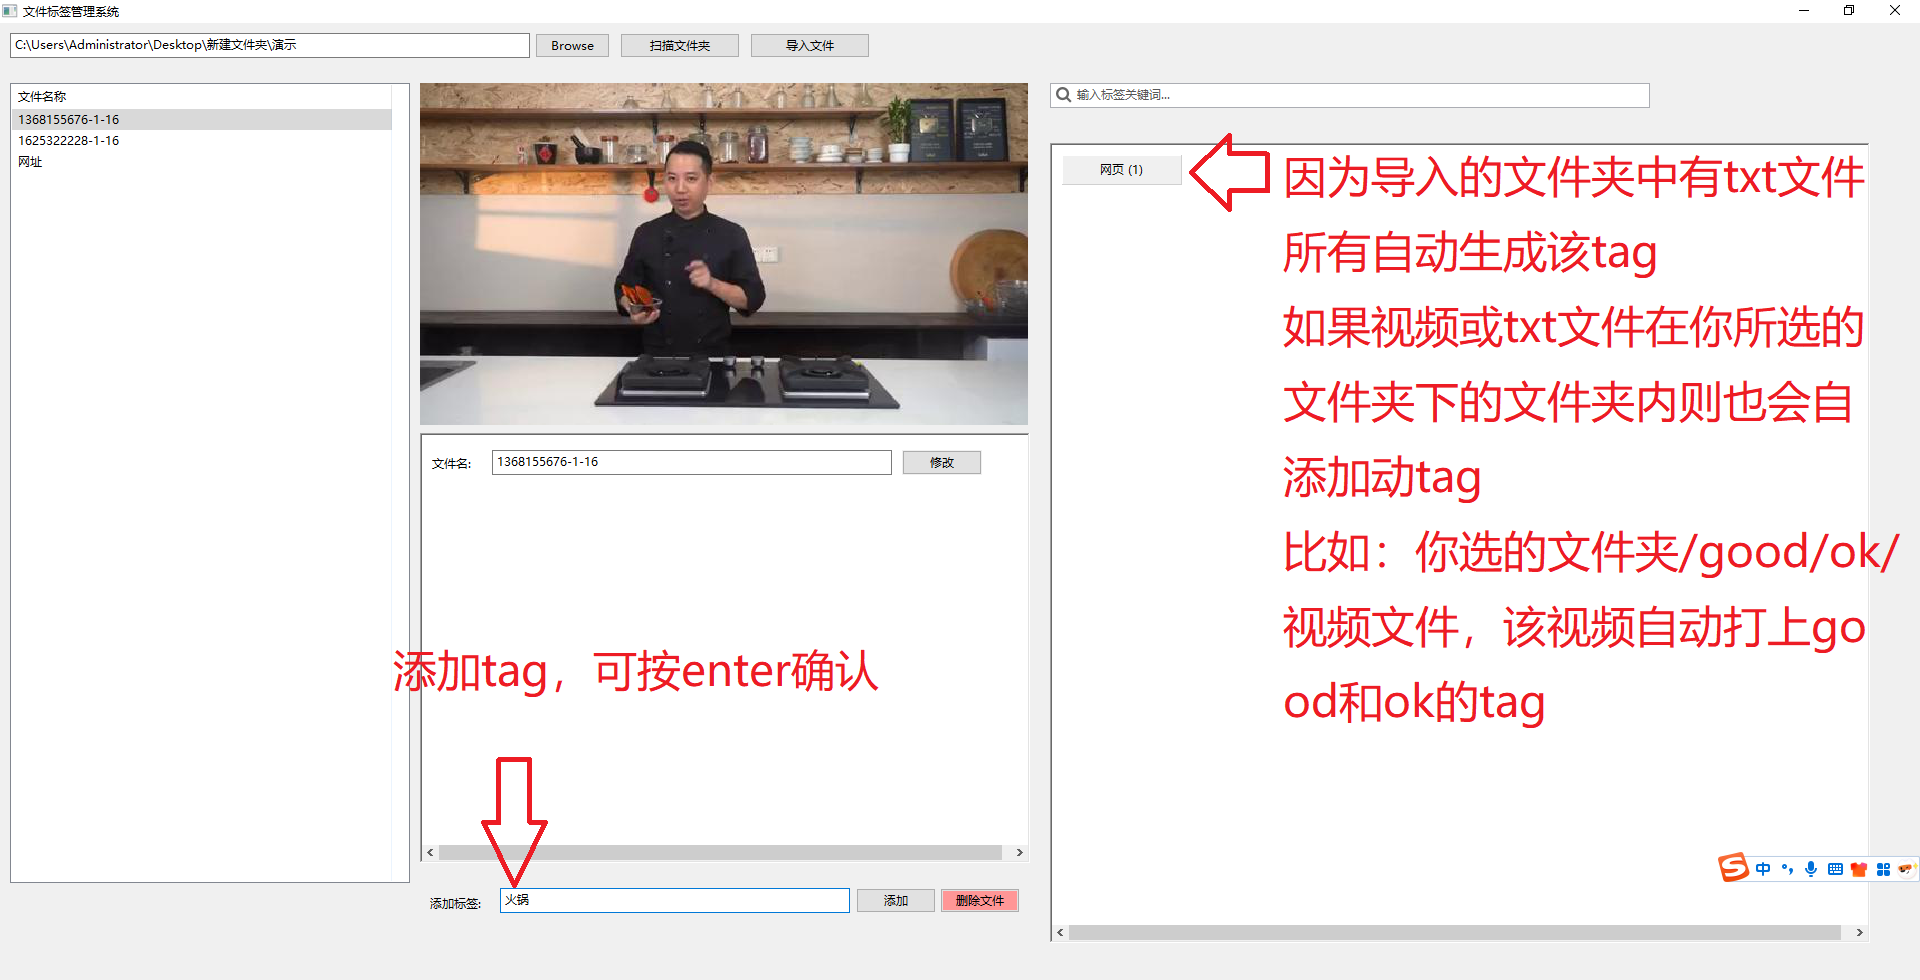 文件标签管理系统
C:\Users\Administrator\Desktop\新建文件夹\演示
Browse
扫描文件夹
导入文件
文件名称
1368155676-1-16
1625322228-1-16
网址
输入标签关键词...
网页 (1)
因为导入的文件夹中有txt文件
所有自动生成该tag
如果视频或txt文件在你所选的
文件夹下的文件夹内则也会自
添加动tag
比如：你选的文件夹/good/ok/
视频文件，该视频自动打上go
od和ok的tag
文件名:
1368155676-1-16
修改
添加tag，可按enter确认
添加标签:
火锅
添加
删除文件
中